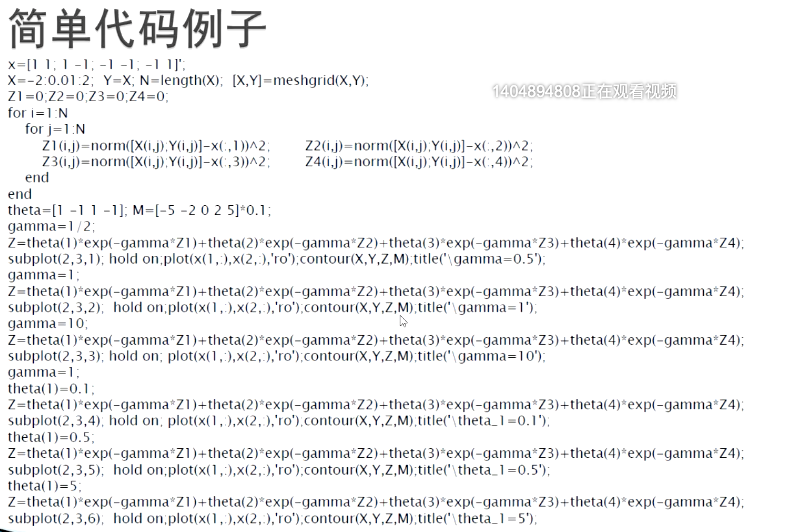 简单代码例子
x=[1 1; 1 -1; -1 -1; -1 1]';
X=-2:0.01:2; Y=X; N=length(X); [X,Y]=meshgrid(X,Y);
1404894808正在观看视频
Z1=0;Z2=0;Z3=0;Z4=0;
for i=1:N
for j=1:N
Z1(i,j)=norm([X(i,j);Y(i,j)]-x(:,1))^2; Z2(i,j)=norm([X(i,j);Y(i,j)]-x(:,2))^2;
Z3(i,j)=norm([X(i,j);Y(i,j)]-x(:,3))^2; Z4(i,j)=norm([X(i,j);Y(i,j)]-x(:,4))^2;
end
end
theta=[1 -1 1 -1]; M=[-5 -2 0 2 5]*0.1;
gamma=1/2;
Z=theta(1)*exp(-gamma*Z1)+theta(2)*exp(-gamma*Z2)+theta(3)*exp(-gamma*Z3)+theta(4)*exp(-gamma*Z4);
subplot(2,3,1); hold on;plot(x(1,:),x(2,:),'ro');contour(X,Y,Z,M);title('\gamma=0.5');
gamma=1;
Z=theta(1)*exp(-gamma*Z1)+theta(2)*exp(-gamma*Z2)+theta(3)*exp(-gamma*Z3)+theta(4)*exp(-gamma*Z4);
subplot(2,3,2); hold on;plot(x(1,:),x(2,:),'ro');contour(X,Y,Z,M);title('\gamma=1');
gamma=10;
Z=theta(1)*exp(-gamma*Z1)+theta(2)*exp(-gamma*Z2)+theta(3)*exp(-gamma*Z3)+theta(4)*exp(-gamma*Z4);
subplot(2,3,3); hold on; plot(x(1,:),x(2,:),'ro');contour(X,Y,Z,M);title('\gamma=10');
gamma=1;
theta(1)=0.1;
Z=theta(1)*exp(-gamma*Z1)+theta(2)*exp(-gamma*Z2)+theta(3)*exp(-gamma*Z3)+theta(4)*exp(-gamma*Z4);
subplot(2,3,4); hold on; plot(x(1,:),x(2,:),'ro');contour(X,Y,Z,M);title('\theta_1=0.1');
theta(1)=0.5;
Z=theta(1)*exp(-gamma*Z1)+theta(2)*exp(-gamma*Z2)+theta(3)*exp(-gamma*Z3)+theta(4)*exp(-gamma*Z4);
subplot(2,3,5); hold on;plot(x(1,:),x(2,:),'ro');contour(X,Y,Z,M);title('\theta_1=0.5');
theta(1)=5;
Z=theta(1)*exp(-gamma*Z1)+theta(2)*exp(-gamma*Z2)+theta(3)*exp(-gamma*Z3)+theta(4)*exp(-gamma*Z4);
subplot(2,3,6); hold on;plot(x(1,:),x(2,:),'ro');contour(X,Y,Z,M);title('\theta_1=5');